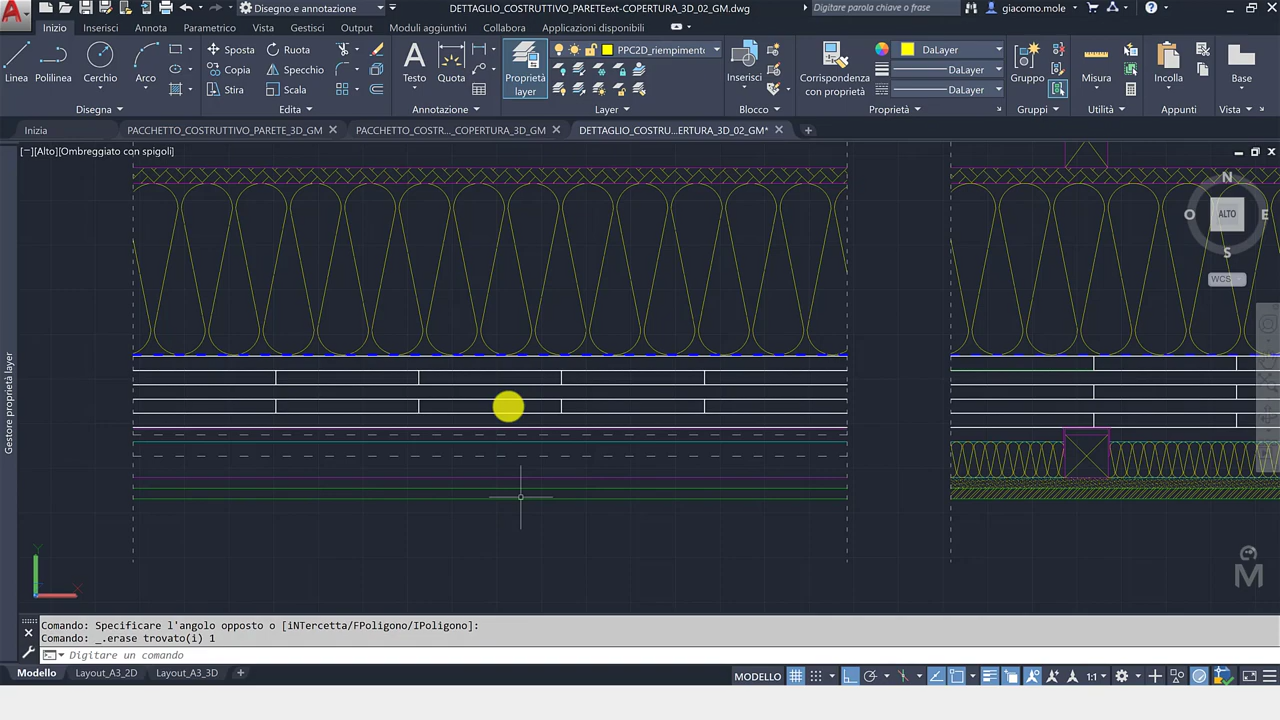 Disegno e annotazione
DETTAGLIO_COSTRUTTIVO_PARETEext-COPERTURA_3D_02_GM.dwg
Digitare parola chiave o frase
giacomo.mole
Inizio
Inserisci
Annota
Parametrico
Vista
Gestisci
Output
Moduli aggiuntivi
Collabora
Applicazioni disponibili
Linea
Polilinea
Cerchio
Arco
Sposta
Ruota
Copia
Specchio
Stira
Scala
Testo
Quota
Proprietà
layer
PPC2D_riempimento
Inserisci
Corrispondenza
con proprietà
DaLayer
DaLayer
DaLayer
Gruppo
Misura
Incolla
Base
Disegna
Edita
Annotazione
Layer
Blocco
Proprietà
Gruppi
Utilità
Appunti
Vista
Inizia
PACCHETTO_COSTRUTTIVO_PARETE_3D_GM
PACCHETTO_COSTR..._COPERTURA_3D_GM
DETTAGLIO_COSTRU...ERTURA_3D_02_GM*
[−][Alto][Ombreggiato con spigoli]
N
O
ALTO
E
S
WCS
Gestore proprietà layer
Y
X
M
Comando: Specificare l'angolo opposto o [iNTercetta/FPoligono/IPoligono]:
Comando: _.erase trovato(i) 1
Digitare un comando
Modello
Layout_A3_2D
Layout_A3_3D
MODELLO
1:1